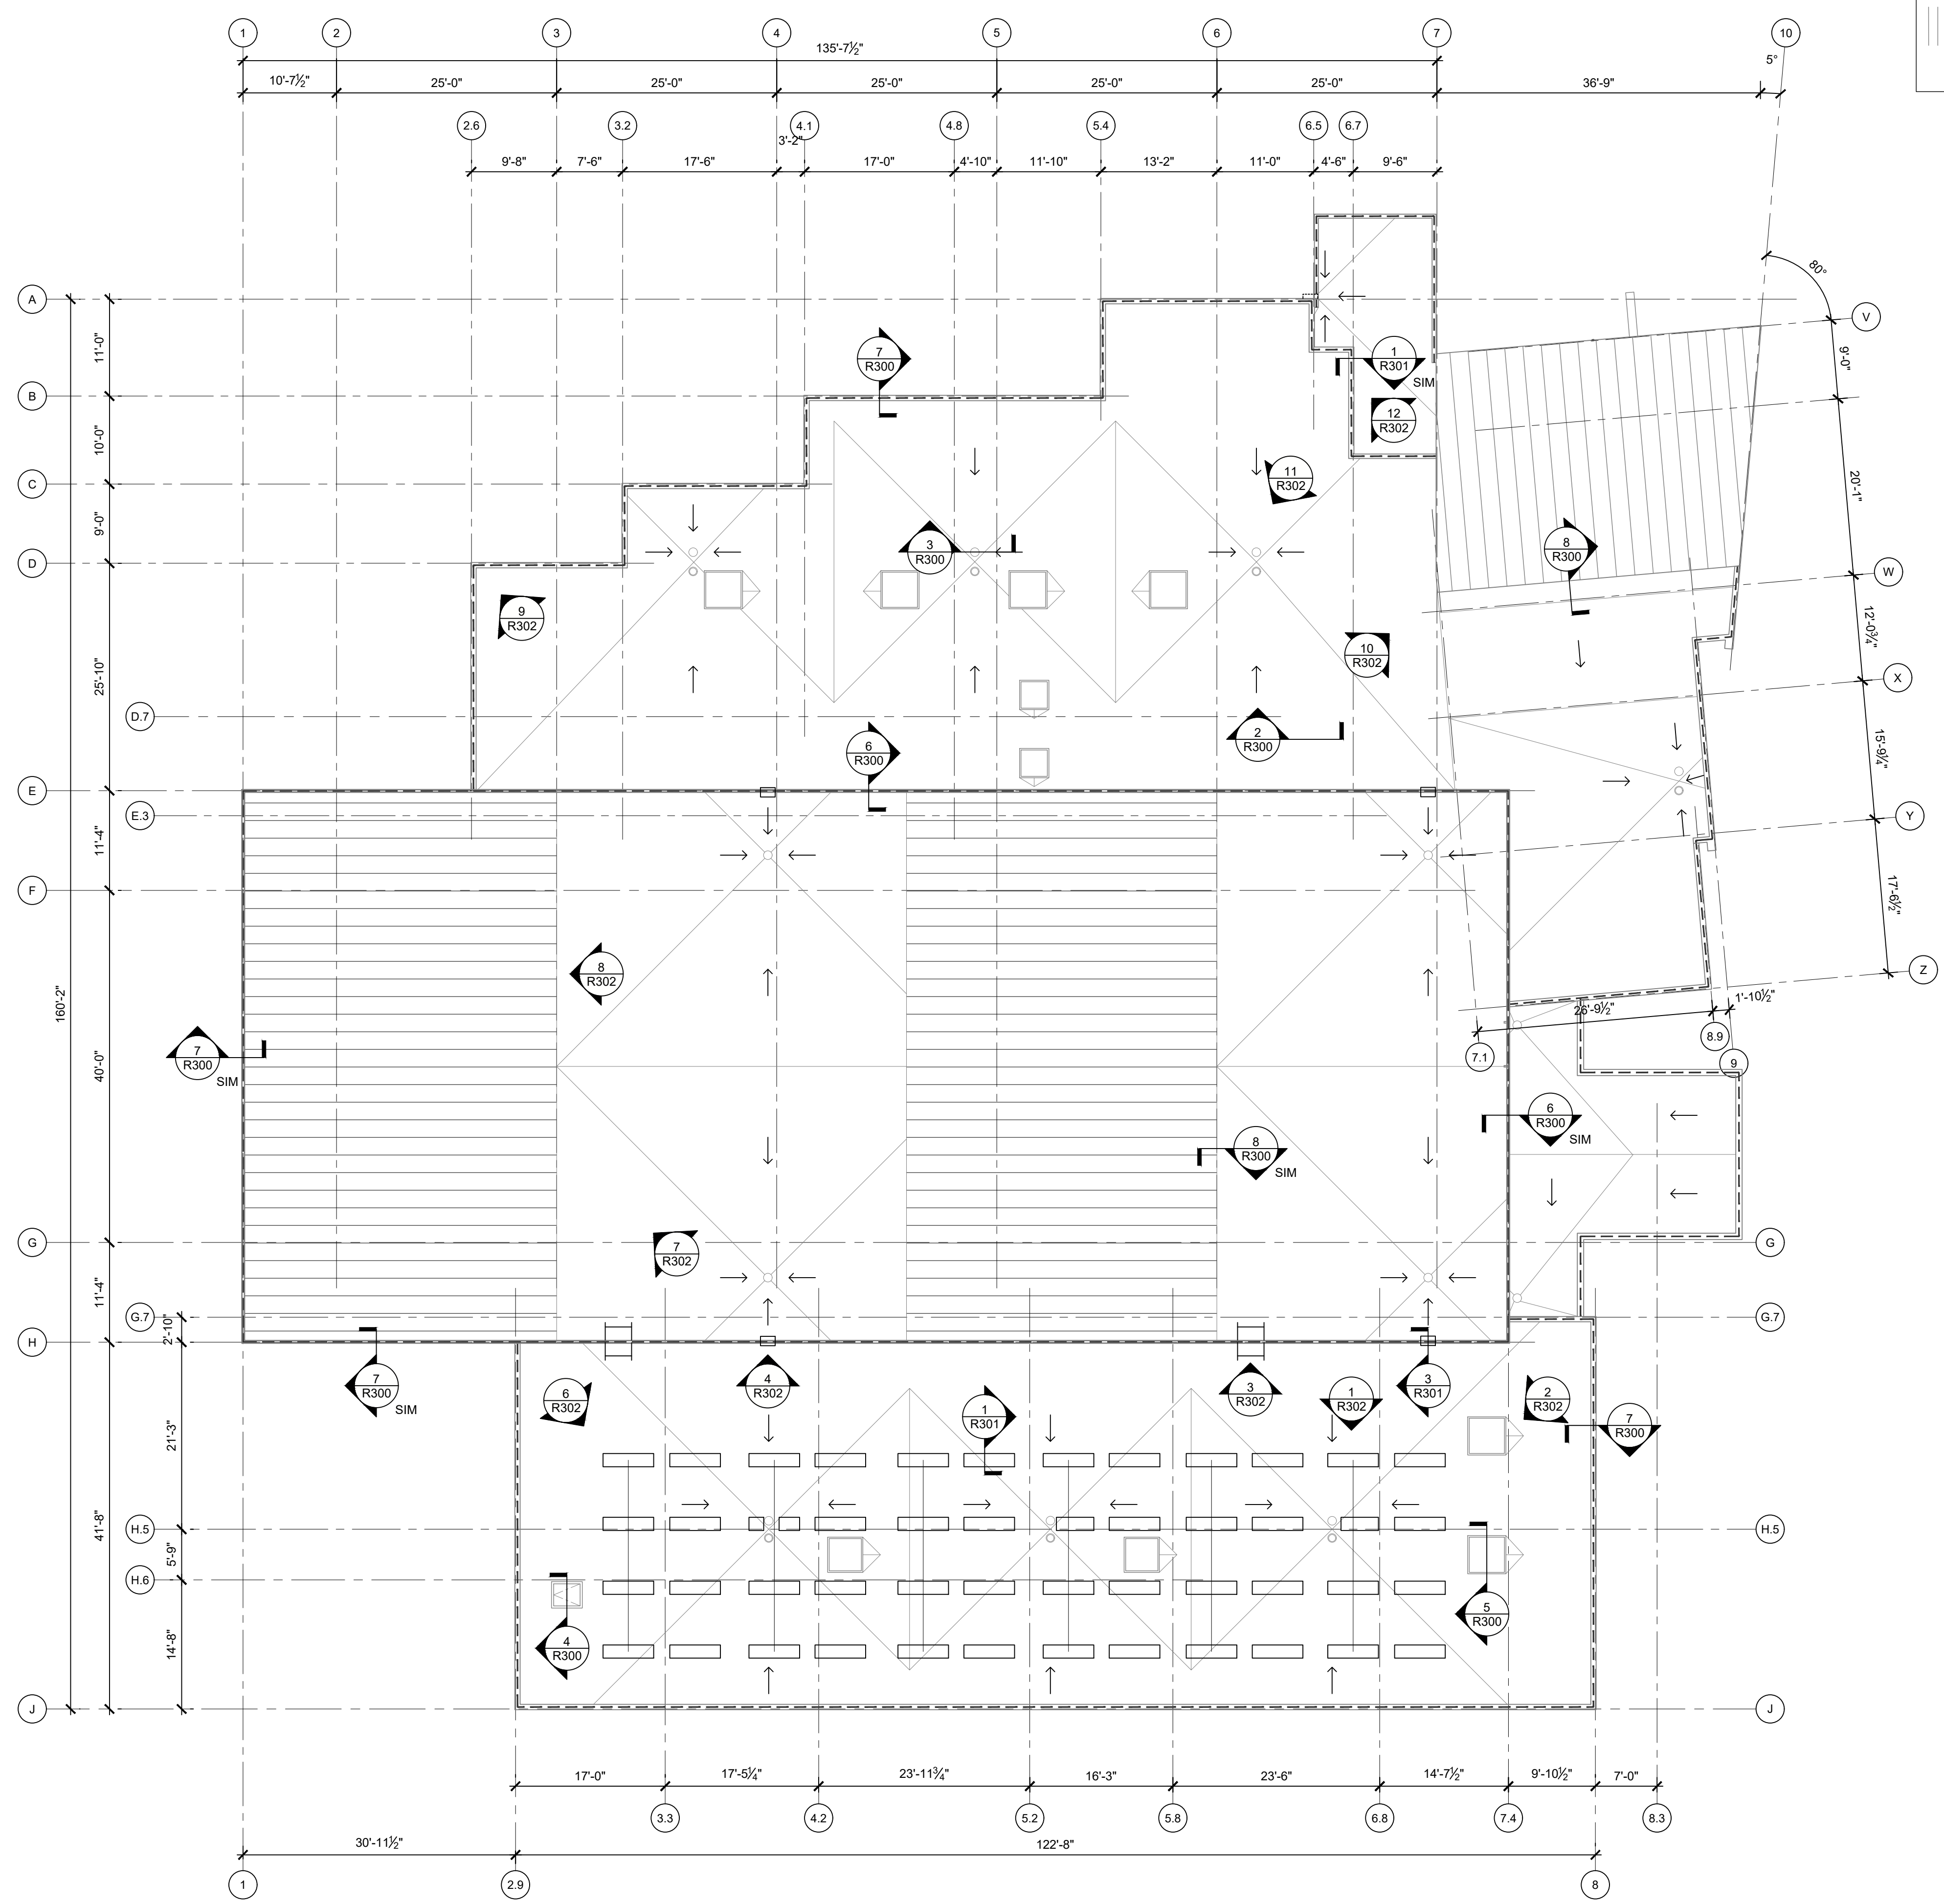 1
2
3
4
5
6
7
10
135'-7½"
5°
10'-7½"
25'-0"
25'-0"
25'-0"
25'-0"
25'-0"
36'-9"
2.6
3.2
4.1
4.8
5.4
6.5
6.7
3'-2"
9'-8"
7'-6"
17'-6"
17'-0"
4'-10"
11'-10"
13'-2"
11'-0"
4'-6"
9'-6"
80°
A
V
11'-0"
9'-0"
7
R300
1
R301
SIM
B
12
R302
10'-0"
11
R302
C
20'-1"
9'-0"
3
R300
8
R300
D
W
9
R302
12'-0¾"
10
R302
25'-10"
X
D.7
2
R300
6
R300
15'-9¼"
E
E.3
Y
11'-4"
F
17'-6½"
8
R302
Z
160'-2"
1'-10½"
26'-9½"
8.9
7.1
9
7
R300
SIM
40'-0"
6
R300
SIM
8
R300
SIM
G
G
7
R302
11'-4"
G.7
G.7
2'-10"
H
7
R300
SIM
6
R302
4
R302
3
R302
1
R302
3
R301
2
R302
1
R301
7
R300
21'-3"
41'-8"
H.5
H.5
5'-9"
H.6
5
R300
4
R300
14'-8"
J
J
17'-0"
17'-5¼"
23'-11¾"
16'-3"
23'-6"
14'-7½"
9'-10½"
7'-0"
3.3
4.2
5.2
5.8
6.8
7.4
8.3
30'-11½"
122'-8"
1
2.9
8